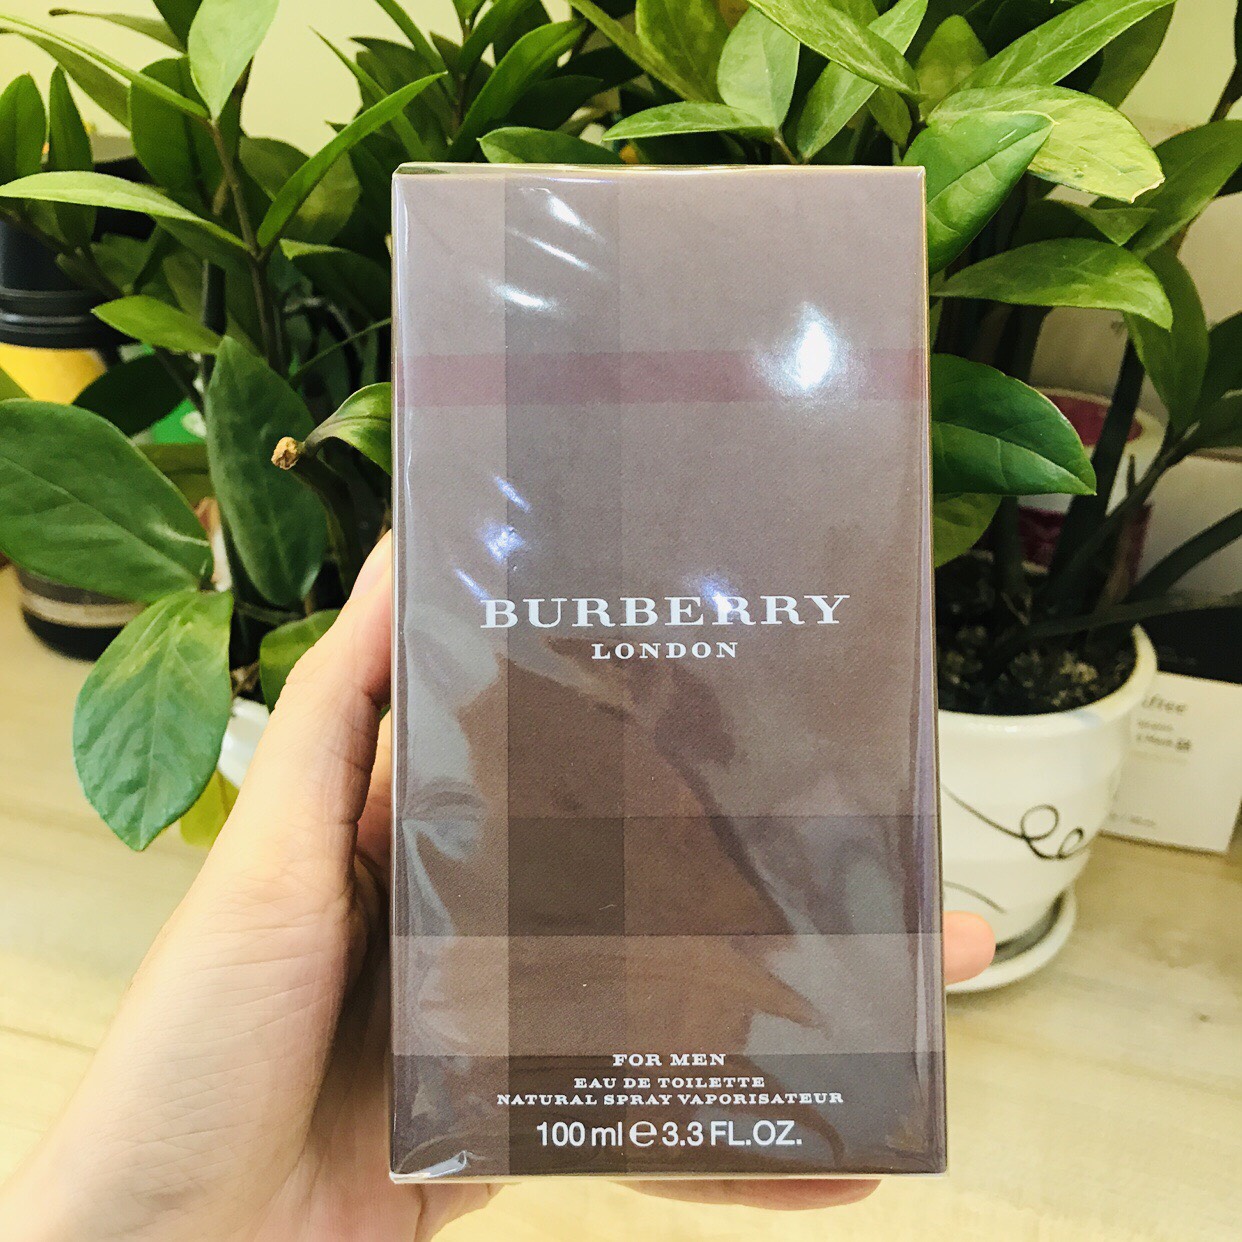 BURBERRY
LONDON
FOR MEN
EAU DE TOILETTE
NATURAL SPRAY VAPORISATEUR
100 ml ℮ 3.3 FL.OZ.